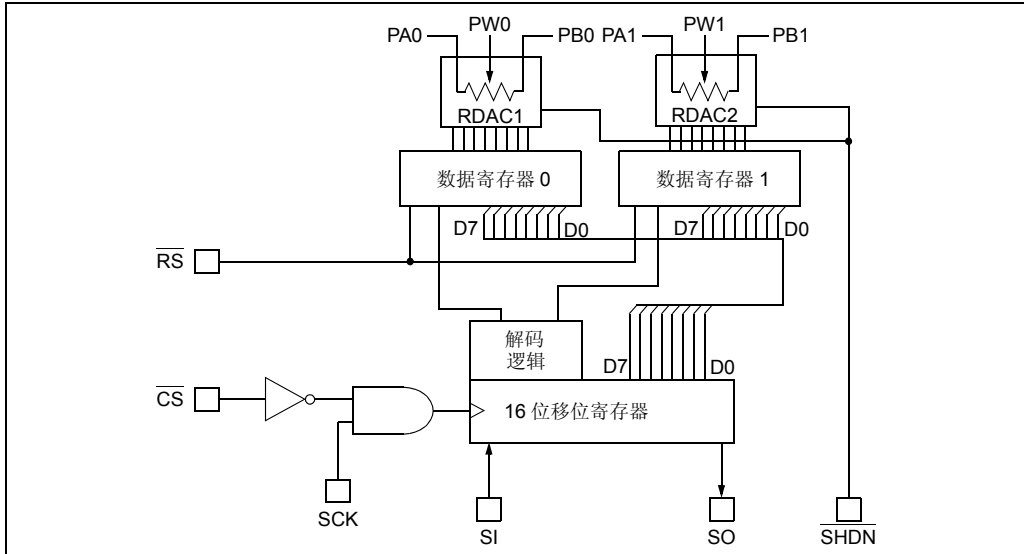 PA0
PW0
PB0
PA1
PW1
PB1
RDAC1
RDAC2
数据寄存器 0
数据寄存器 1
D7
D0
D7
D0
RS
解码
逻辑
D7
D0
CS
16 位移位寄存器
SCK
SI
SO
SHDN